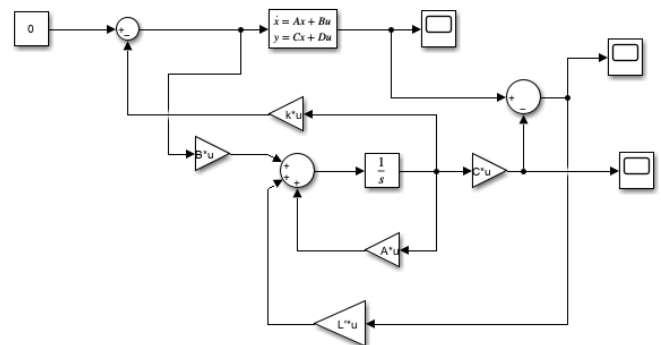 0
+
−
ẋ = Ax + Bu
y = Cx + Du
+
−
k*u
B*u
+
+
+
1
s
C*u
A*u
L'*u